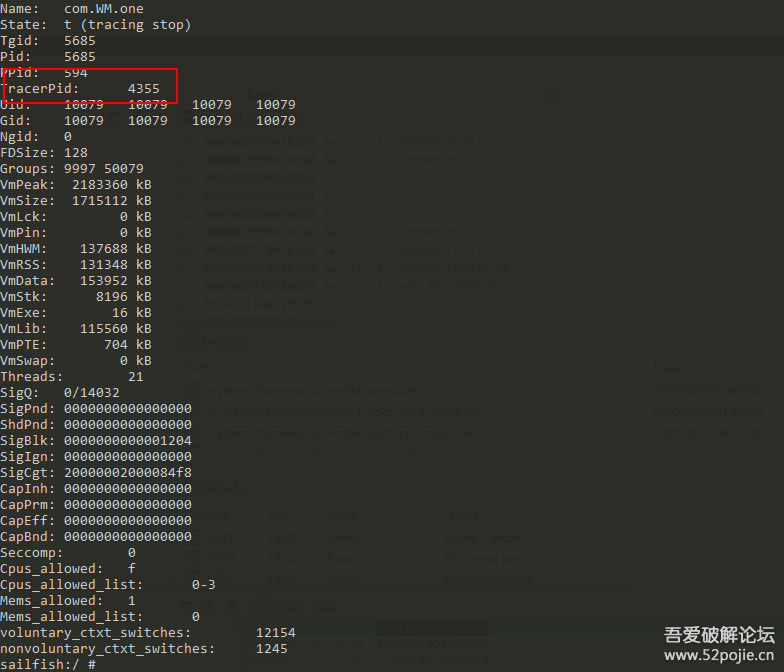 Name:   com.WM.one
State:  t (tracing stop)
Tgid:   5685
Pid:    5685
PPid:   594
TracerPid:      4355
Uid:    10079   10079   10079   10079
Gid:    10079   10079   10079   10079
Ngid:   0
FDSize: 128
Groups: 9997 50079
VmPeak:  2183360 kB
VmSize:  1715112 kB
VmLck:         0 kB
VmPin:         0 kB
VmHWM:    137688 kB
VmRSS:    131348 kB
VmData:   153952 kB
VmStk:      8196 kB
VmExe:        16 kB
VmLib:    115560 kB
VmPTE:       704 kB
VmSwap:        0 kB
Threads:        21
SigQ:   0/14032
SigPnd: 0000000000000000
ShdPnd: 0000000000000000
SigBlk: 0000000000001204
SigIgn: 0000000000000000
SigCgt: 20000002000084f8
CapInh: 0000000000000000
CapPrm: 0000000000000000
CapEff: 0000000000000000
CapBnd: 0000000000000000
Seccomp:        0
Cpus_allowed:   f
Cpus_allowed_list:      0-3
Mems_allowed:   1
Mems_allowed_list:      0
voluntary_ctxt_switches:        12154
nonvoluntary_ctxt_switches:     1245
sailfish:/ #
吾爱破解论坛
www.52pojie.cn